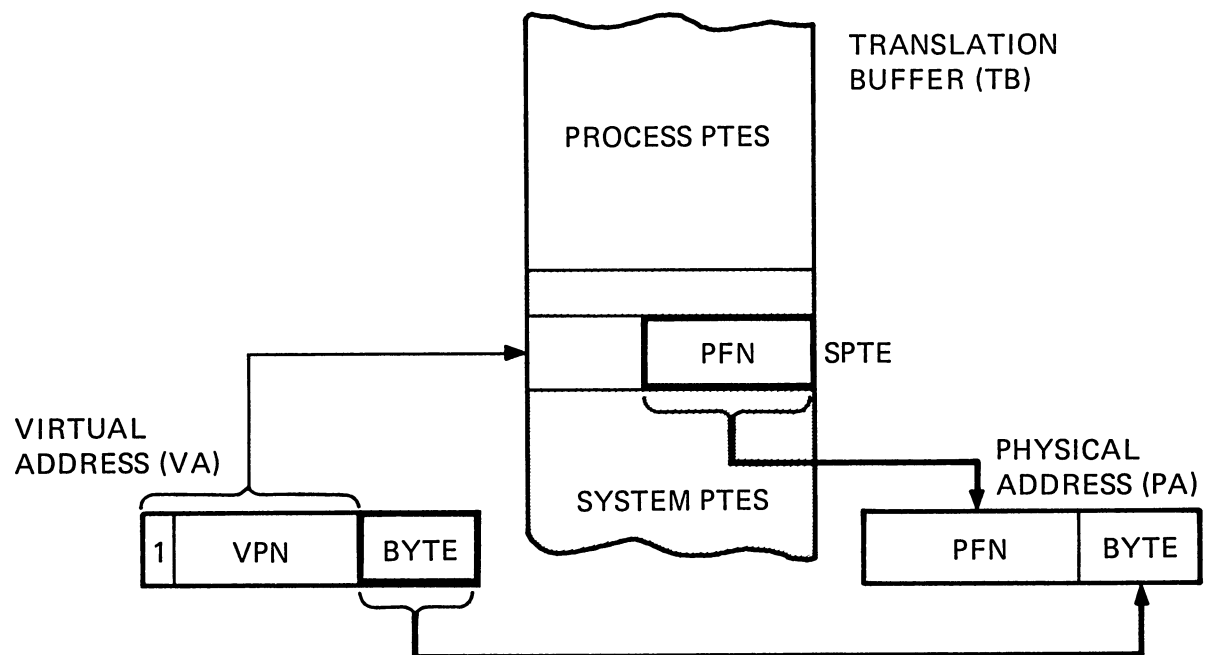 TRANSLATION
BUFFER (TB)
PROCESS PTES
PFN
SPTE
VIRTUAL
ADDRESS (VA)
PHYSICAL
ADDRESS (PA)
SYSTEM PTES
1 VPN BYTE
PFN BYTE